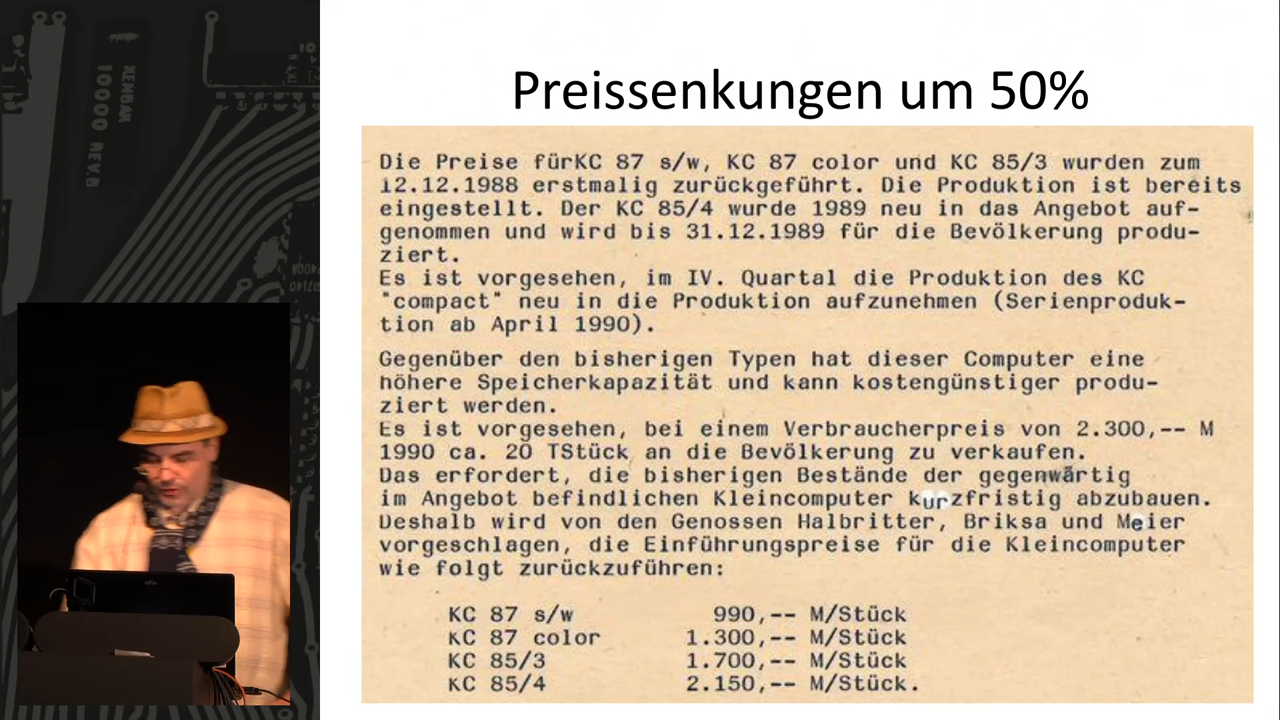 Preissenkungen um 50%
Die Preise fürKC 87 s/w, KC 87 color und KC 85/3 wurden zum
12.12.1988 erstmalig zurückgeführt. Die Produktion ist bereits
eingestellt. Der KC 85/4 wurde 1989 neu in das Angebot auf-
genommen und wird bis 31.12.1989 für die Bevölkerung produ-
ziert.
Es ist vorgesehen, im IV. Quartal die Produktion des KC
"compact" neu in die Produktion aufzunehmen (Serienproduk-
tion ab April 1990).
Gegenüber den bisherigen Typen hat dieser Computer eine
höhere Speicherkapazität und kann kostengünstiger produ-
ziert werden.
Es ist vorgesehen, bei einem Verbraucherpreis von 2.300,-- M
1990 ca. 20 TStück an die Bevölkerung zu verkaufen.
Das erfordert, die bisherigen Bestände der gegenwärtig
im Angebot befindlichen Kleincomputer kurzfristig abzubauen.
Deshalb wird von den Genossen Halbritter, Briksa und Meier
vorgeschlagen, die Einführungspreise für die Kleincomputer
wie folgt zurückzuführen:
KC 87 s/w 990,-- M/Stück
KC 87 color 1.300,-- M/Stück
KC 85/3 1.700,-- M/Stück
KC 85/4 2.150,-- M/Stück.
KENDAN
10000 REV.B